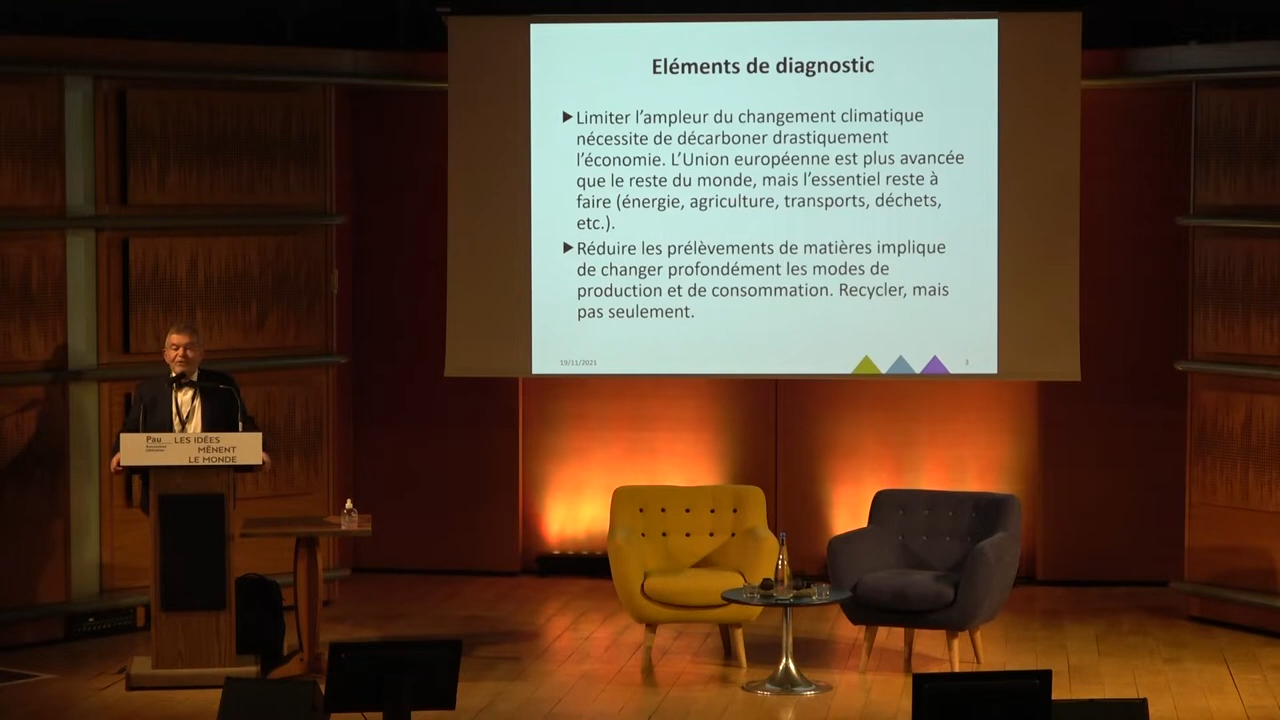 Eléments de diagnostic
Limiter l'ampleur du changement climatique
nécessite de décarboner drastiquement
l'économie. L'Union européenne est plus avancée
que le reste du monde, mais l'essentiel reste à
faire (énergie, agriculture, transports, déchets,
etc.).
Réduire les prélèvements de matières implique
de changer profondément les modes de
production et de consommation. Recycler, mais
pas seulement.
19/11/2021
3
Pau
LES IDÉES
MÈNENT
LE MONDE